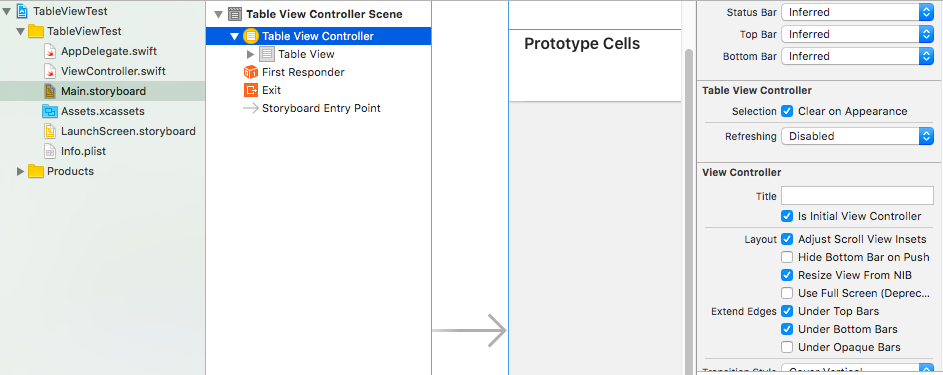 TableViewTest
TableViewTest
AppDelegate.swift
ViewController.swift
Main.storyboard
Assets.xcassets
LaunchScreen.storyboard
Info.plist
Products
Table View Controller Scene
Table View Controller
Table View
First Responder
Exit
Storyboard Entry Point
Prototype Cells
Status Bar Inferred
Top Bar Inferred
Bottom Bar Inferred
Table View Controller
Selection Clear on Appearance
Refreshing Disabled
View Controller
Title
Is Initial View Controller
Layout Adjust Scroll View Insets
Hide Bottom Bar on Push
Resize View From NIB
Use Full Screen (Deprec...
Extend Edges Under Top Bars
Under Bottom Bars
Under Opaque Bars
Transition Style Cover Vertical